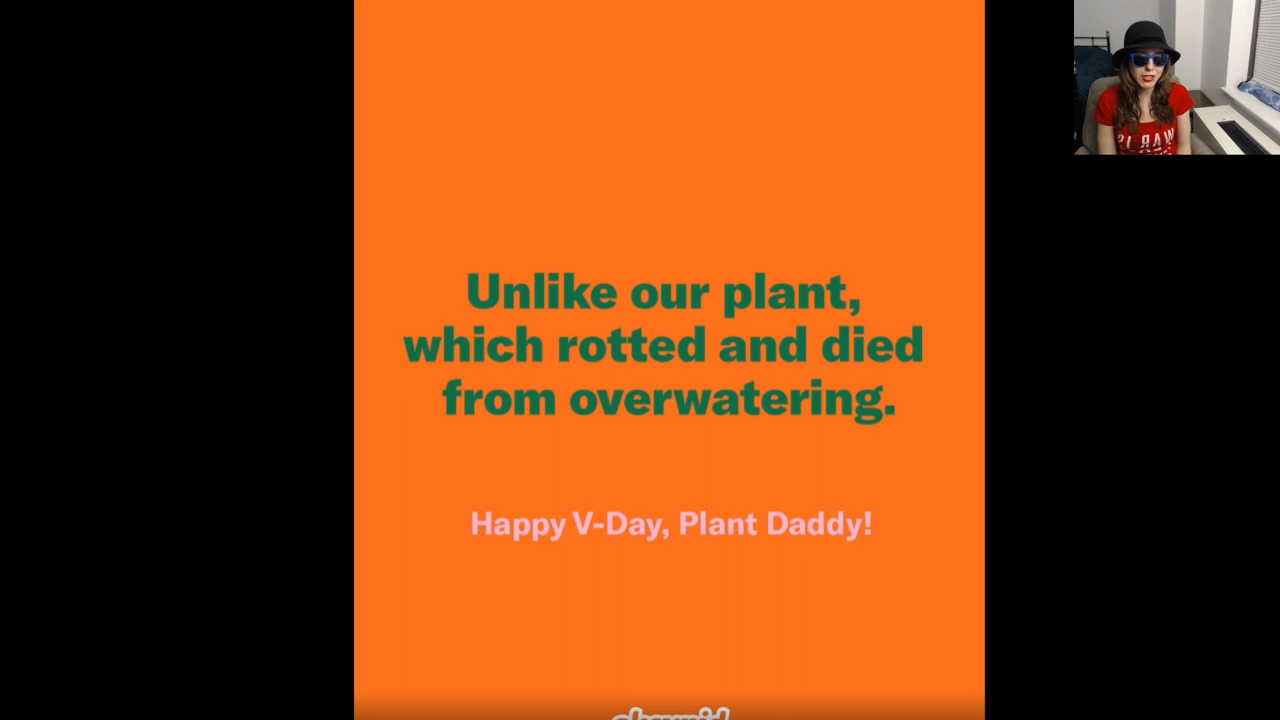 Unlike our plant,
which rotted and died
from overwatering.
Happy V-Day, Plant Daddy!